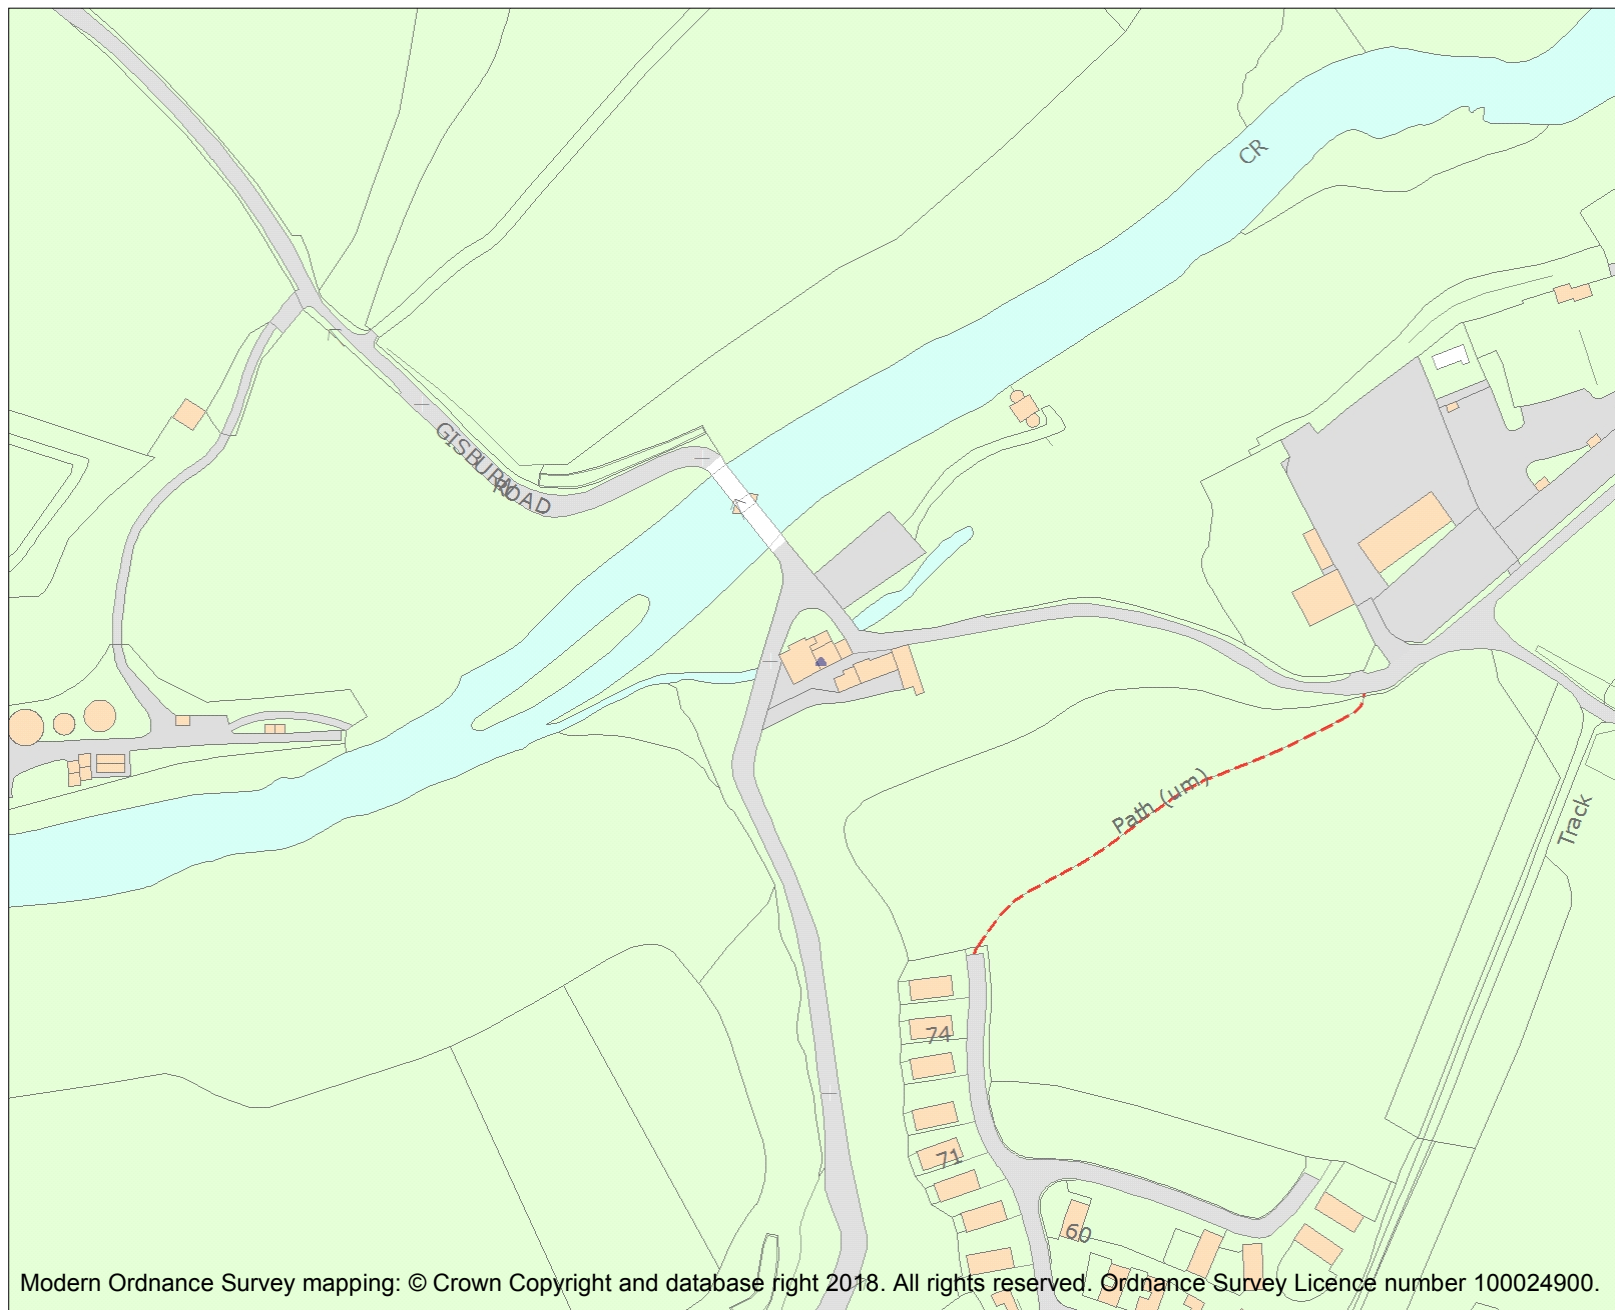 CR
GISBURN
ROAD
Path (um)
Track
74
71
60
Modern Ordnance Survey mapping: © Crown Copyright and database right 2018. All rights reserved. Ordnance Survey Licence number 100024900.